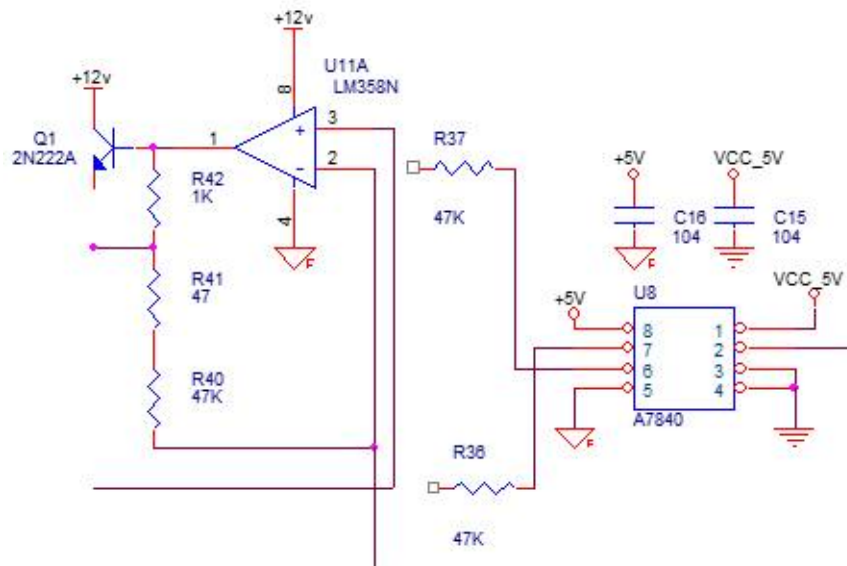 +12v
U11A
LM358N
+12v
8
3
+
1
2
-
4
Q1
2N222A
R42
1K
F
R37
47K
+5V
VCC_5V
C16
104
C15
104
F
R41
47
VCC_5V
+5V
U8
8
1
7
2
6
3
5
4
A7840
F
R40
47K
R36
47K